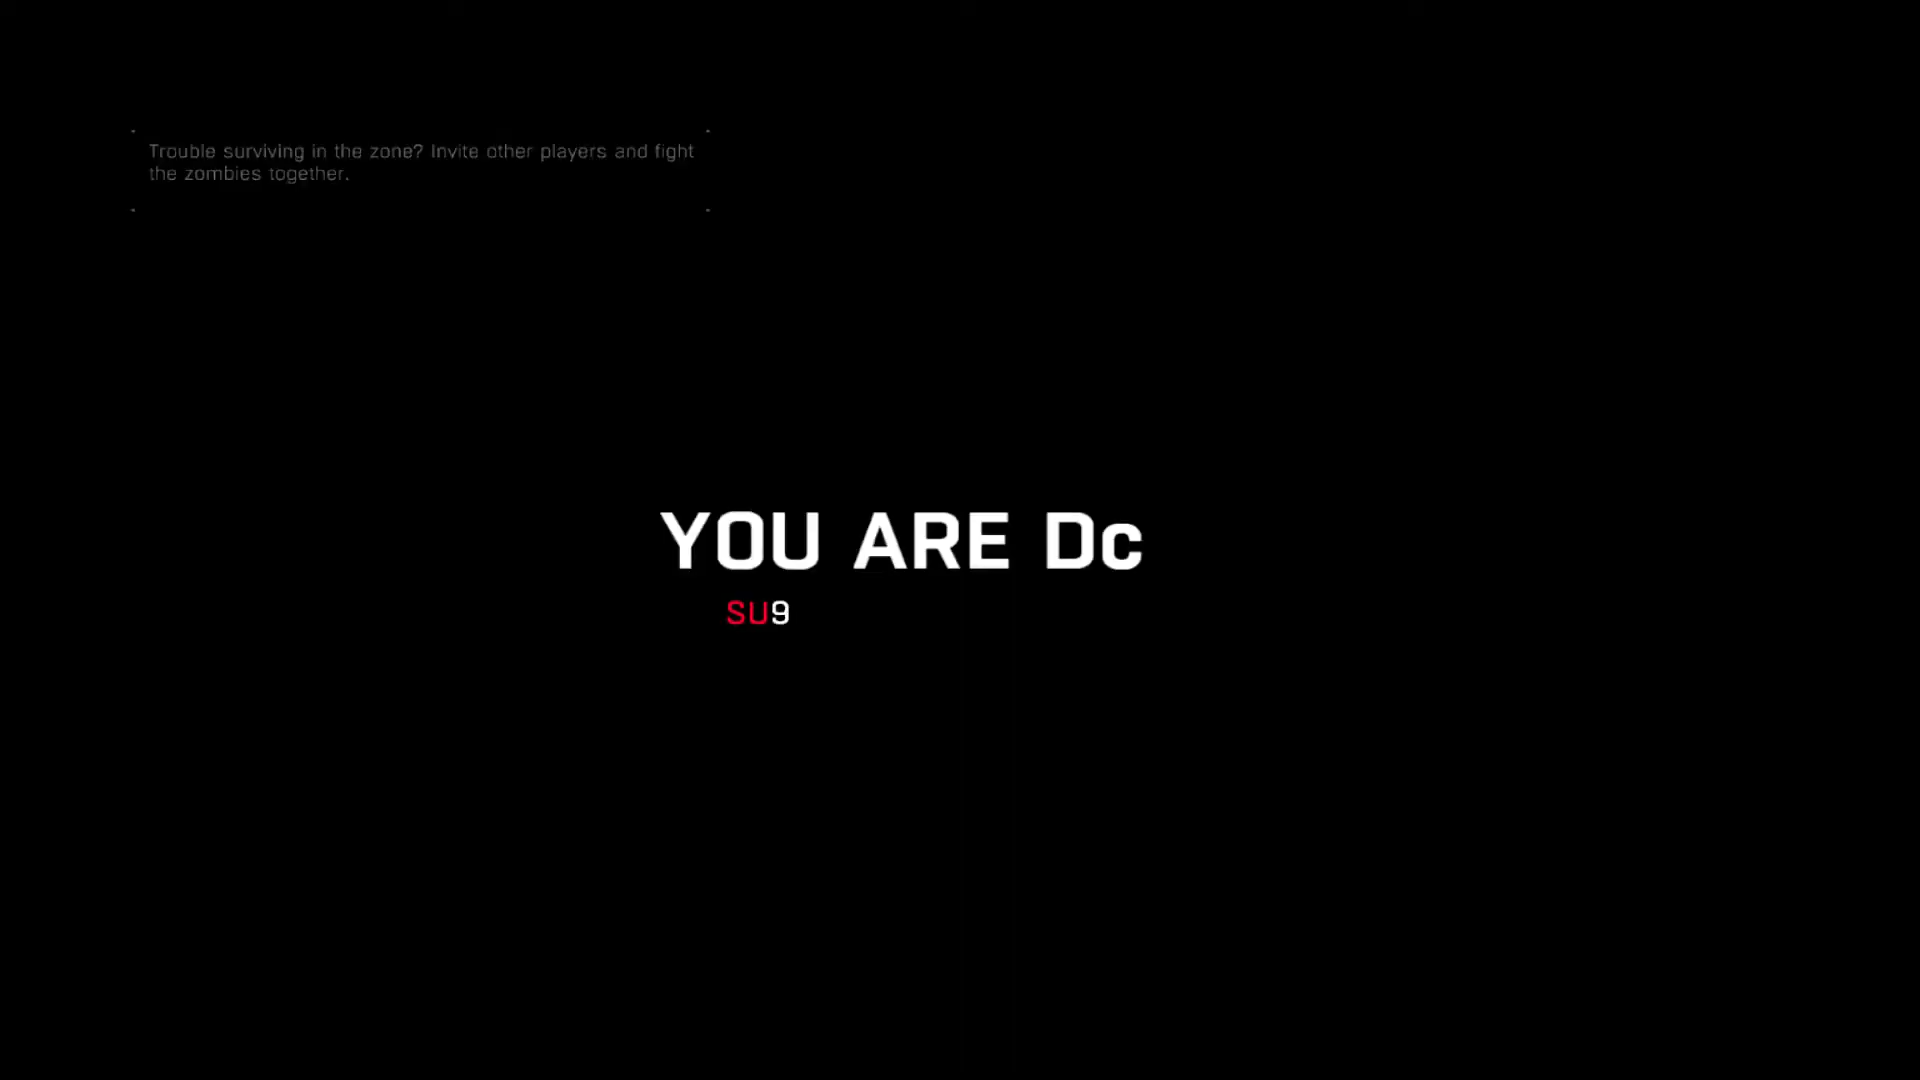 Trouble surviving in the zone? Invite other players and fight
the zombies together.
YOU ARE Dc
SU9